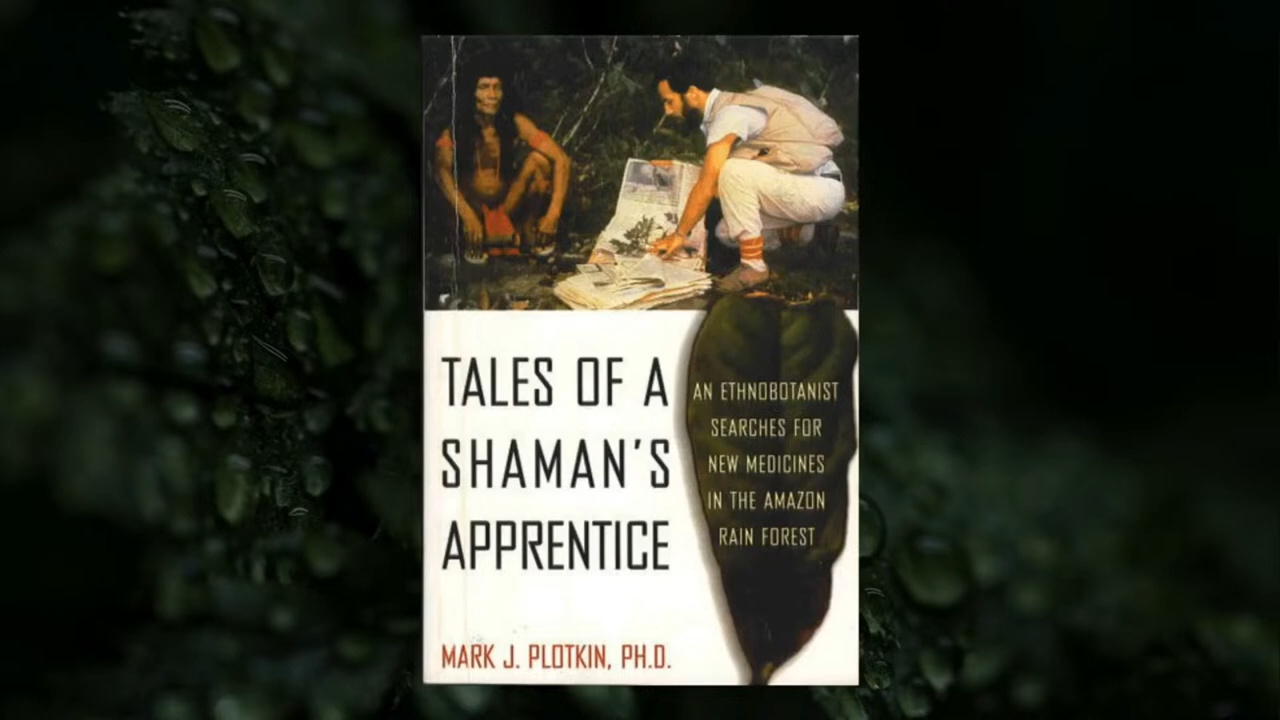 TALES OF A
SHAMAN'S
APPRENTICE
AN ETHNOBOTANIST
SEARCHES FOR
NEW MEDICINES
IN THE AMAZON
RAIN FOREST
MARK J. PLOTKIN, PH.D.